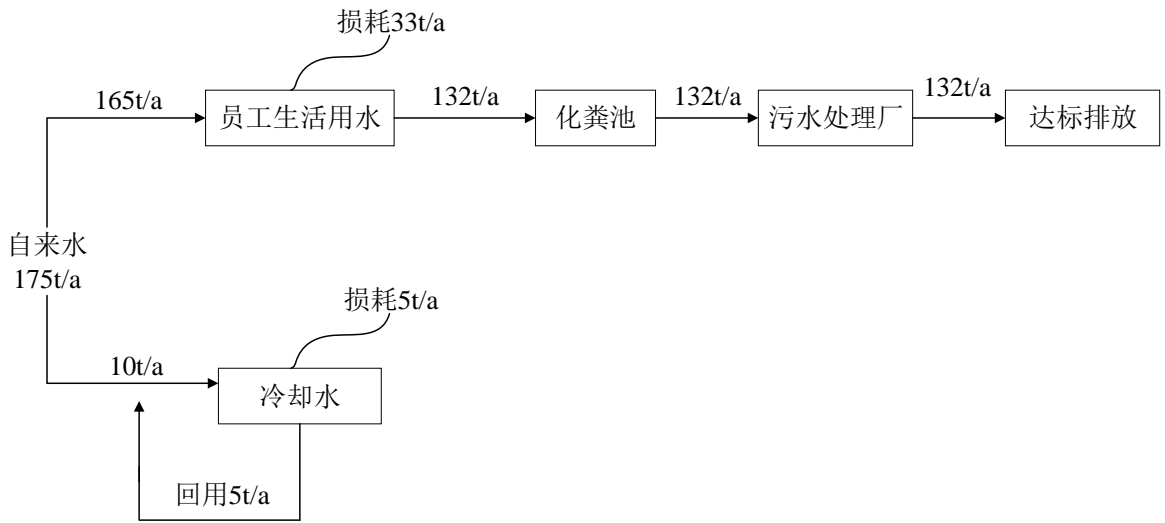 损耗33t/a
165t/a
员工生活用水
132t/a
化粪池
132t/a
污水处理厂
132t/a
达标排放
自来水
175t/a
损耗5t/a
10t/a
冷却水
回用5t/a